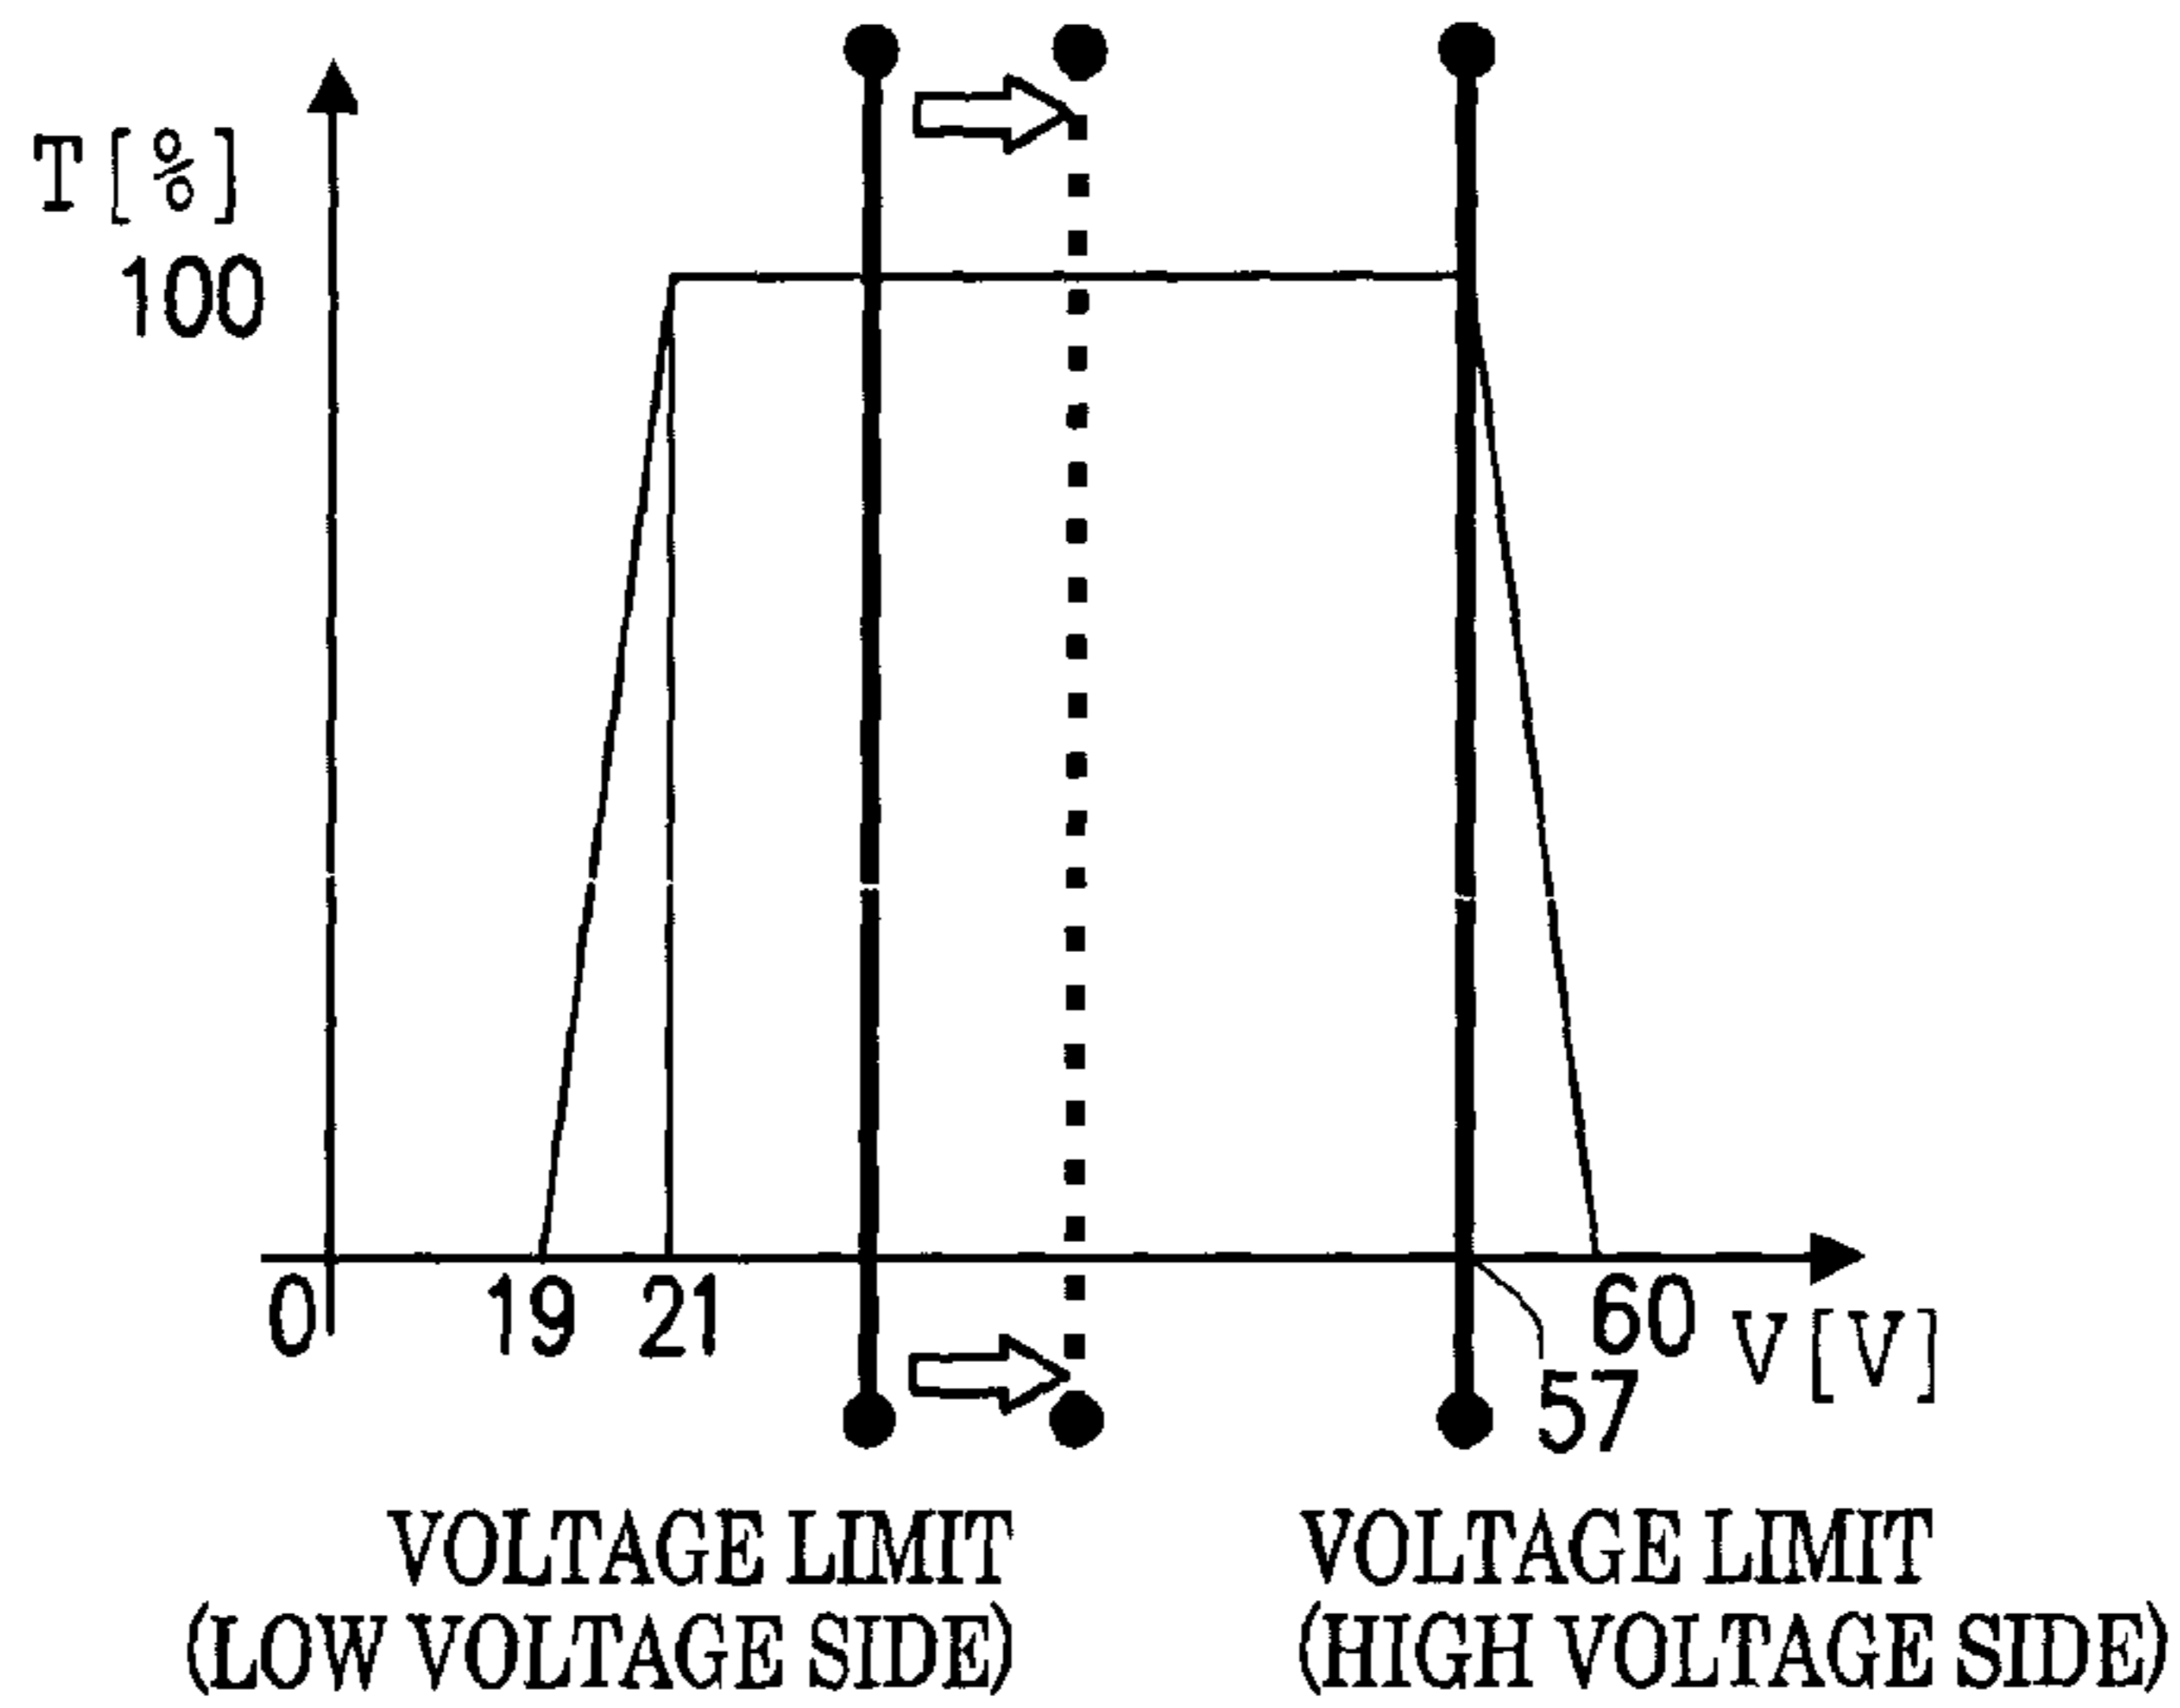 T[%]
100
0
19
21
60
V[V]
57
VOLTAGE LIMIT
(LOW VOLTAGE SIDE)
VOLTAGE LIMIT
(HIGH VOLTAGE SIDE)